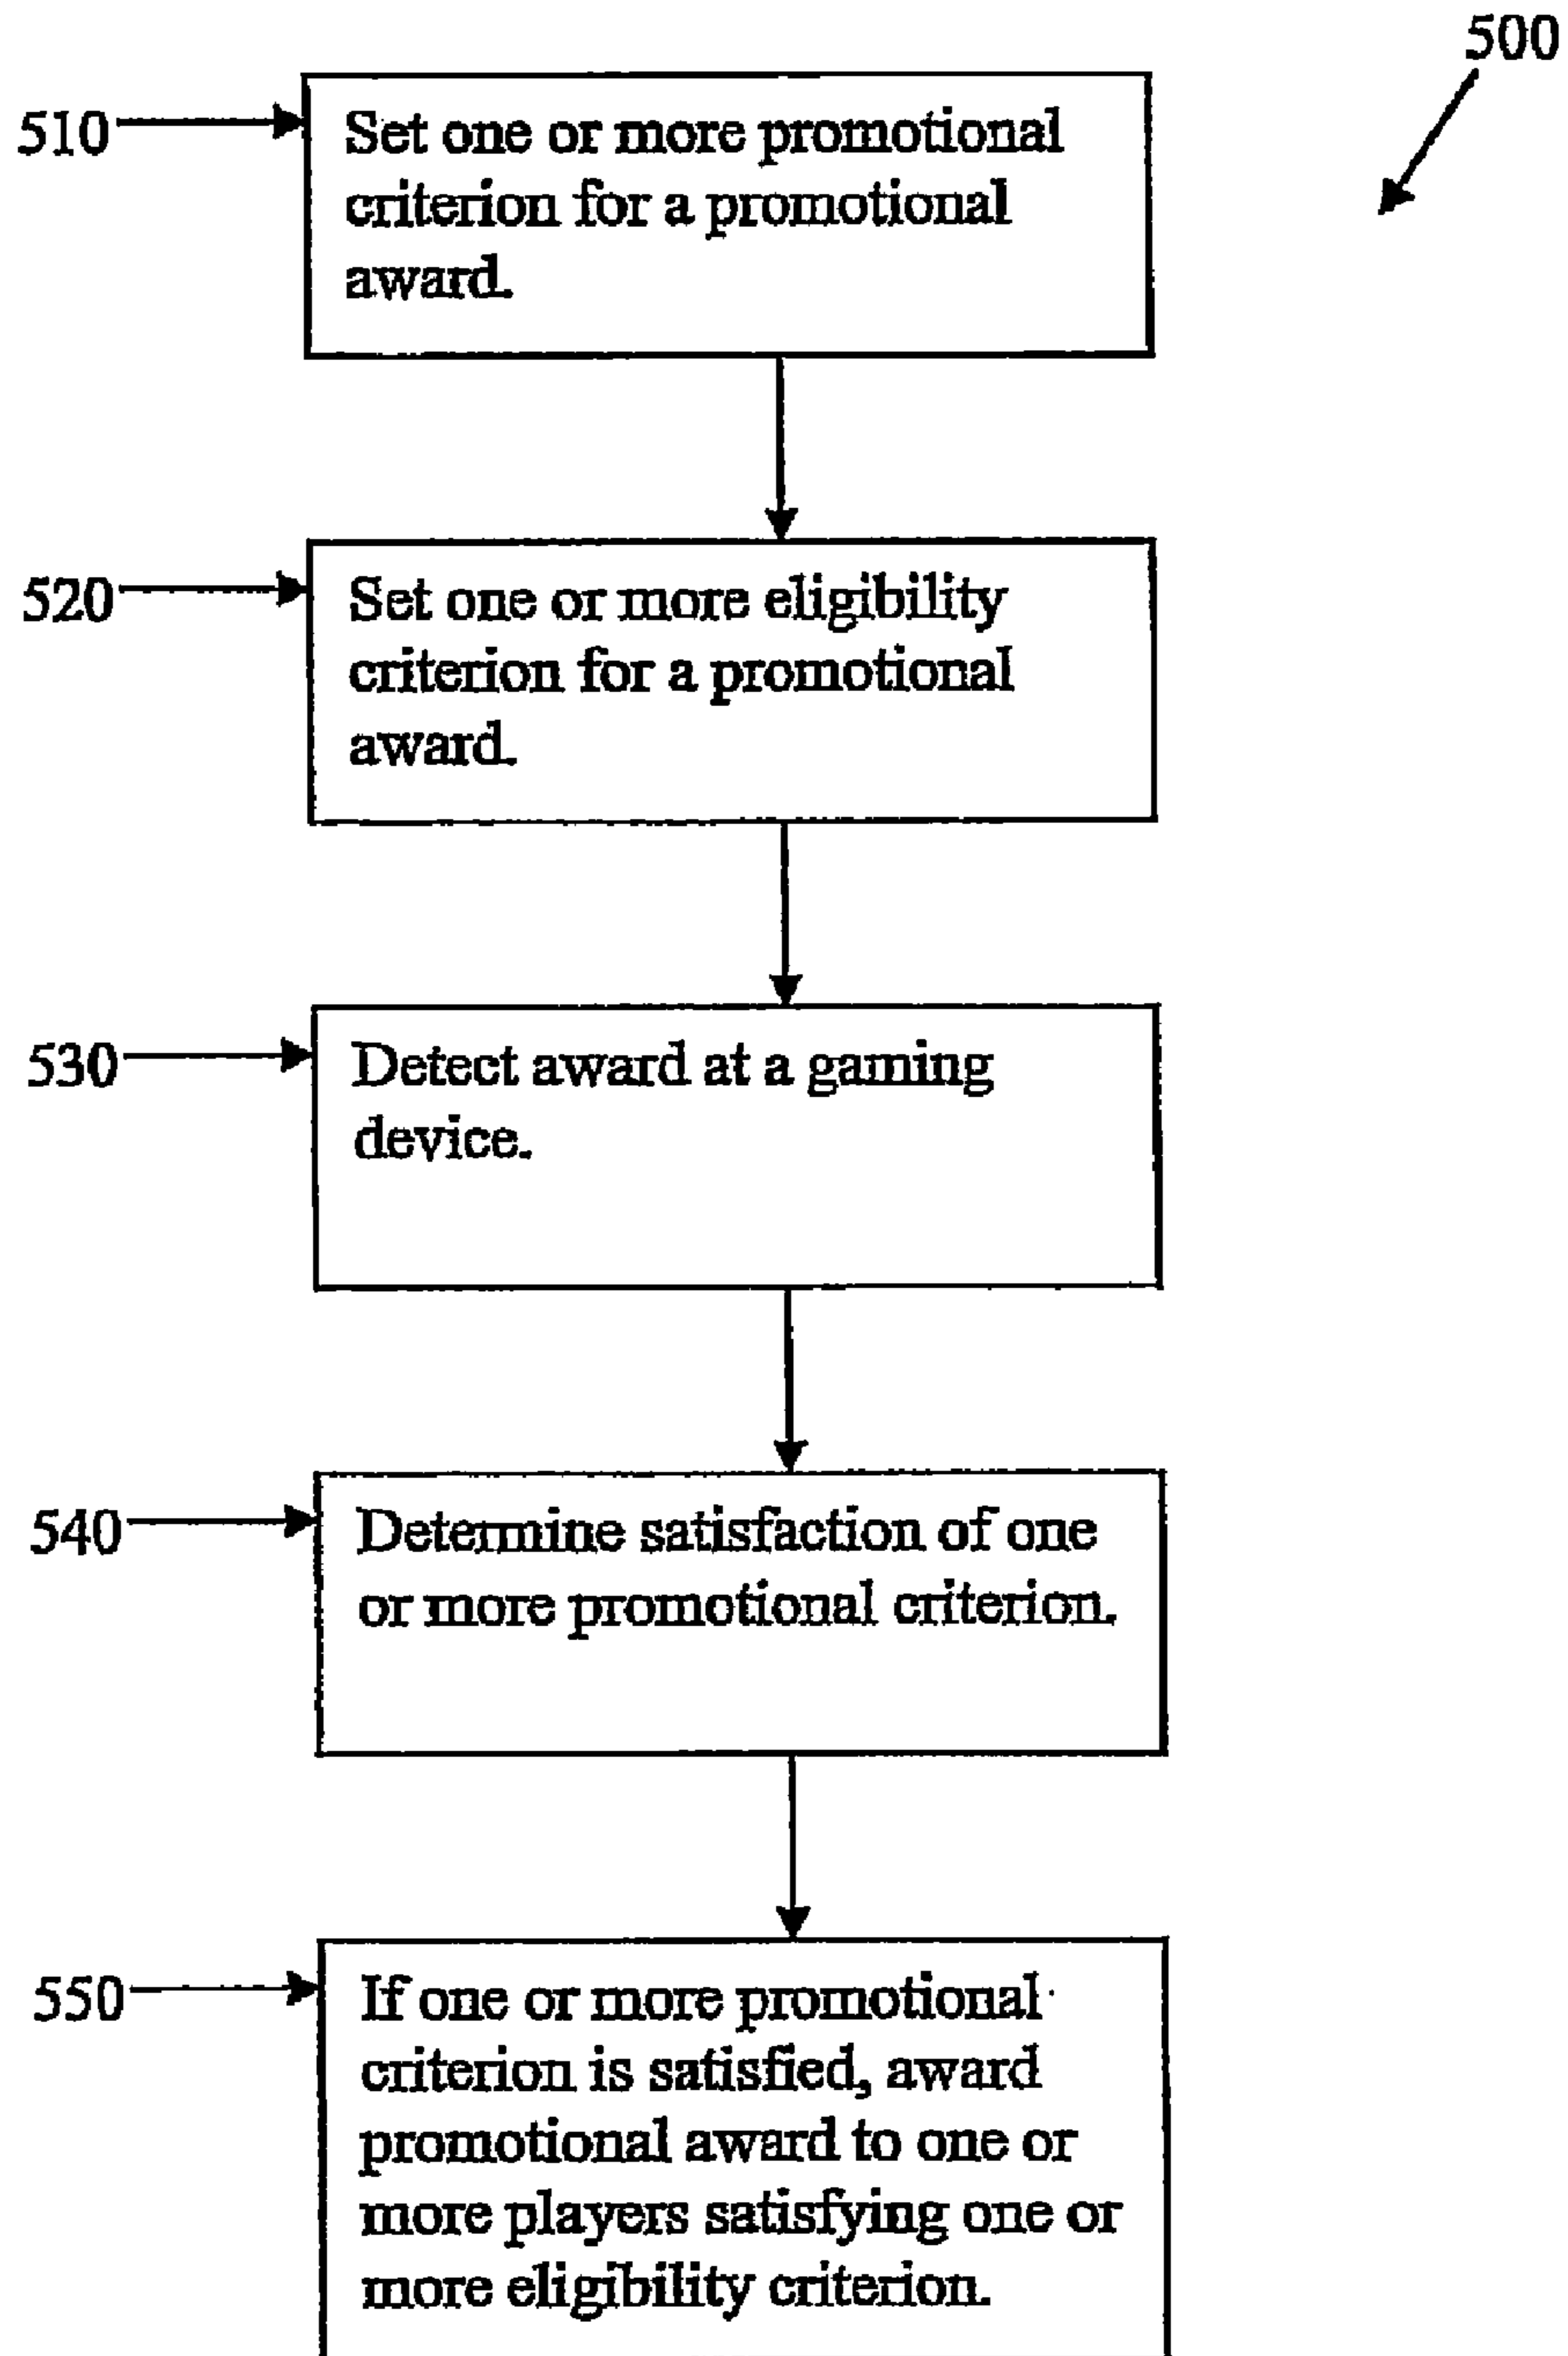 500
510
Set one or more promotional
criterion for a promotional
award.
520
Set one or more eligibility
criterion for a promotional
award.
530
Detect award at a gaming
device.
540
Determine satisfaction of one
or more promotional criterion.
550
If one or more promotional
criterion is satisfied, award
promotional award to one or
more players satisfying one or
more eligibility criterion.